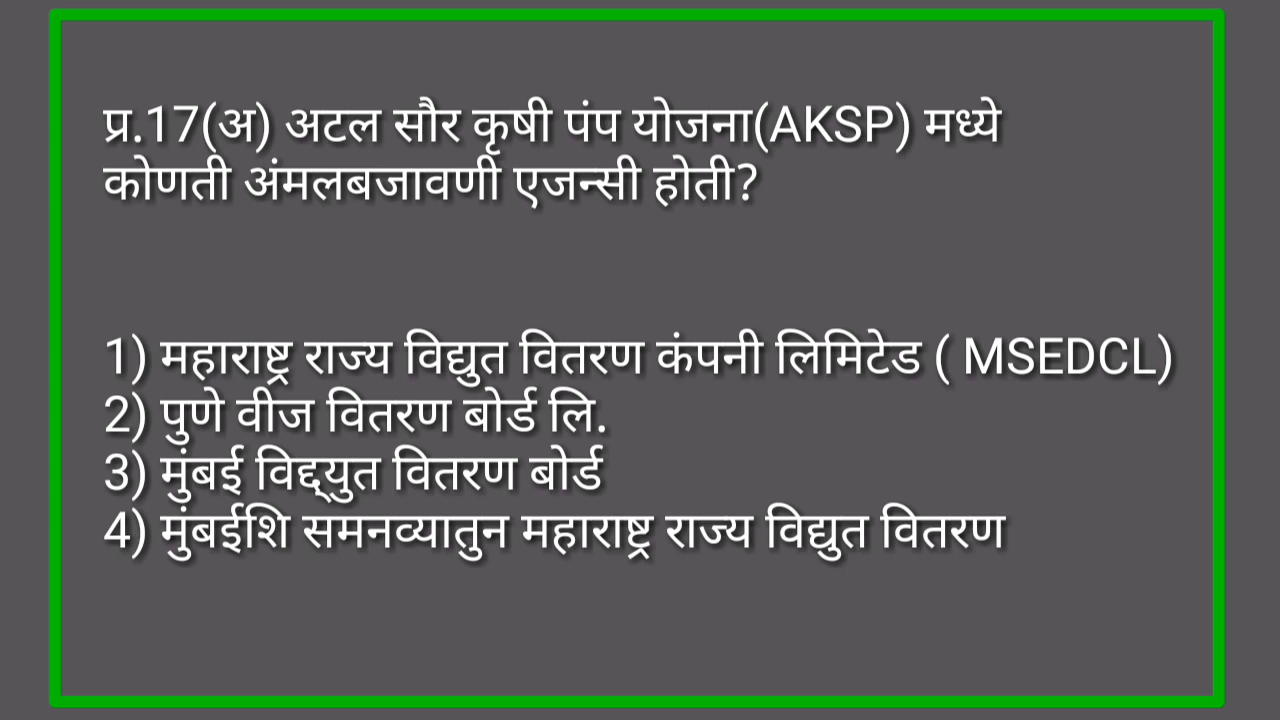 प्र.17(अ) अटल सौर कृषी पंप योजना(AKSP) मध्ये
कोणती अंमलबजावणी एजन्सी होती?
1) महाराष्ट्र राज्य विद्युत वितरण कंपनी लिमिटेड ( MSEDCL)
2) पुणे वीज वितरण बोर्ड लि.
3) मुंबई विद्द्युत वितरण बोर्ड
4) मुंबईशि समनव्यातुन महाराष्ट्र राज्य विद्युत वितरण